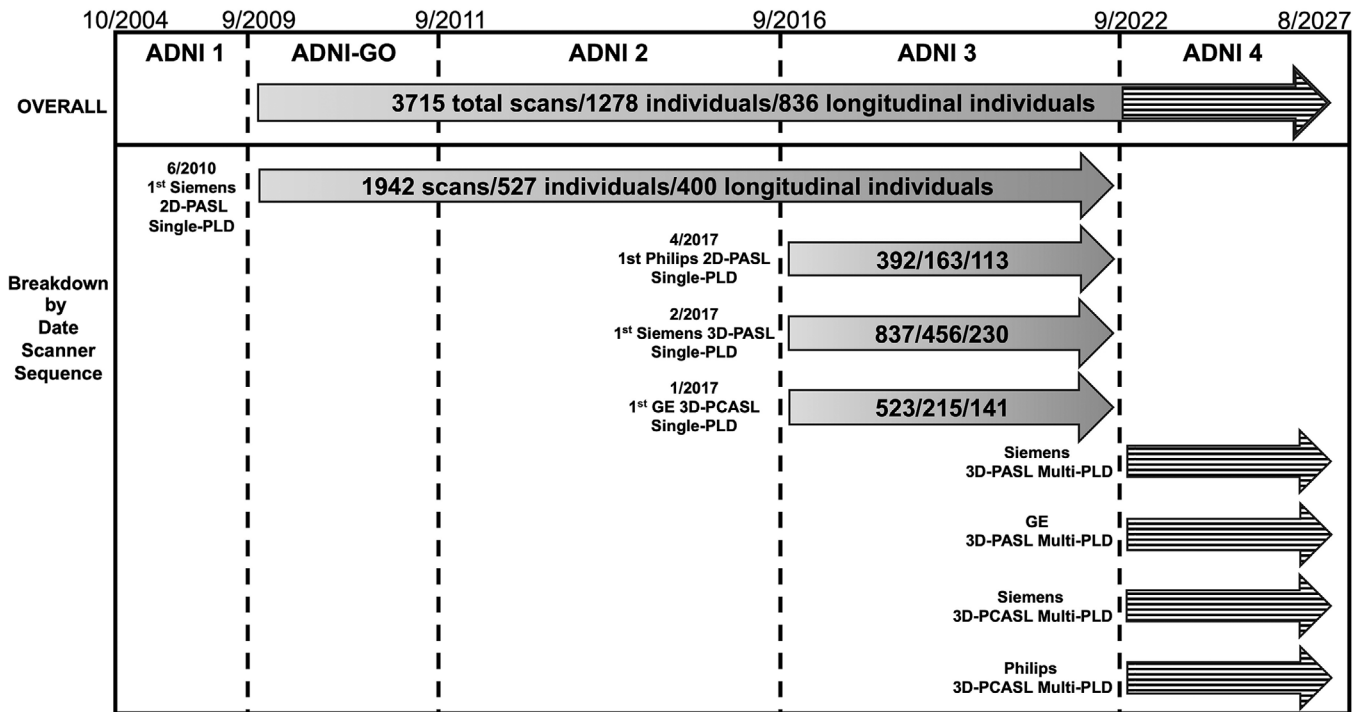 10/2004 9/2009 9/2011 9/2016 9/2022 8/2027
ADNI 1 ADNI-GO ADNI 2 ADNI 3 ADNI 4
OVERALL
3715 total scans/1278 individuals/836 longitudinal individuals
Breakdown
by
Date
Scanner
Sequence
6/2010
1st Siemens
2D-PASL
Single-PLD
1942 scans/527 individuals/400 longitudinal individuals
4/2017
1st Philips 2D-PASL
Single-PLD
392/163/113
2/2017
1st Siemens 3D-PASL
Single-PLD
837/456/230
1/2017
1st GE 3D-PCASL
Single-PLD
523/215/141
Siemens
3D-PASL Multi-PLD
GE
3D-PASL Multi-PLD
Siemens
3D-PCASL Multi-PLD
Philips
3D-PCASL Multi-PLD